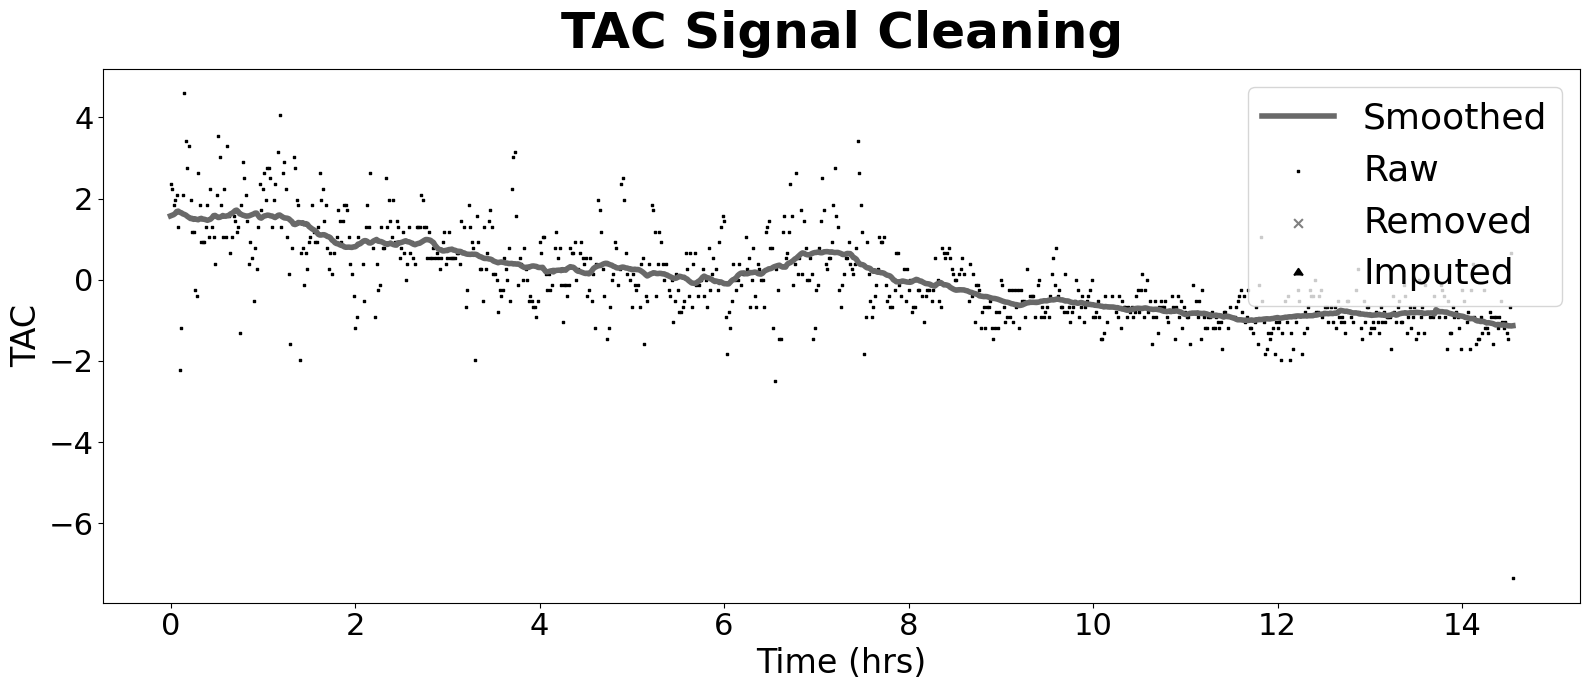 TAC Signal Cleaning
TAC
4
2
0
−2
−4
−6
Smoothed
Raw
Removed
Imputed
0 2 4 6 8 10 12 14
Time (hrs)